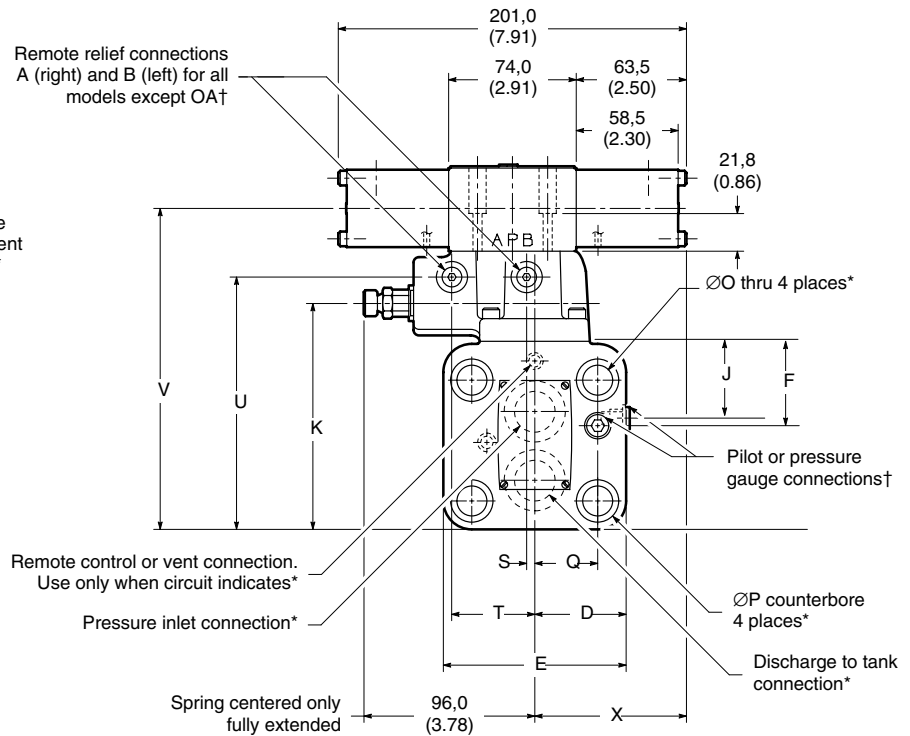 201,0
(7.91)
Remote relief connections
A (right) and B (left) for all
models except OA†
74,0
(2.91)
63,5
(2.50)
58,5
(2.30)
21,8
(0.86)
e
ent
A P B
ØO thru 4 places*
V
U
K
J
F
Pilot or pressure
gauge connections†
Remote control or vent connection.
Use only when circuit indicates*
S
Q
Pressure inlet connection*
T
D
ØP counterbore
4 places*
E
Discharge to tank
connection*
Spring centered only
fully extended
96,0
(3.78)
X